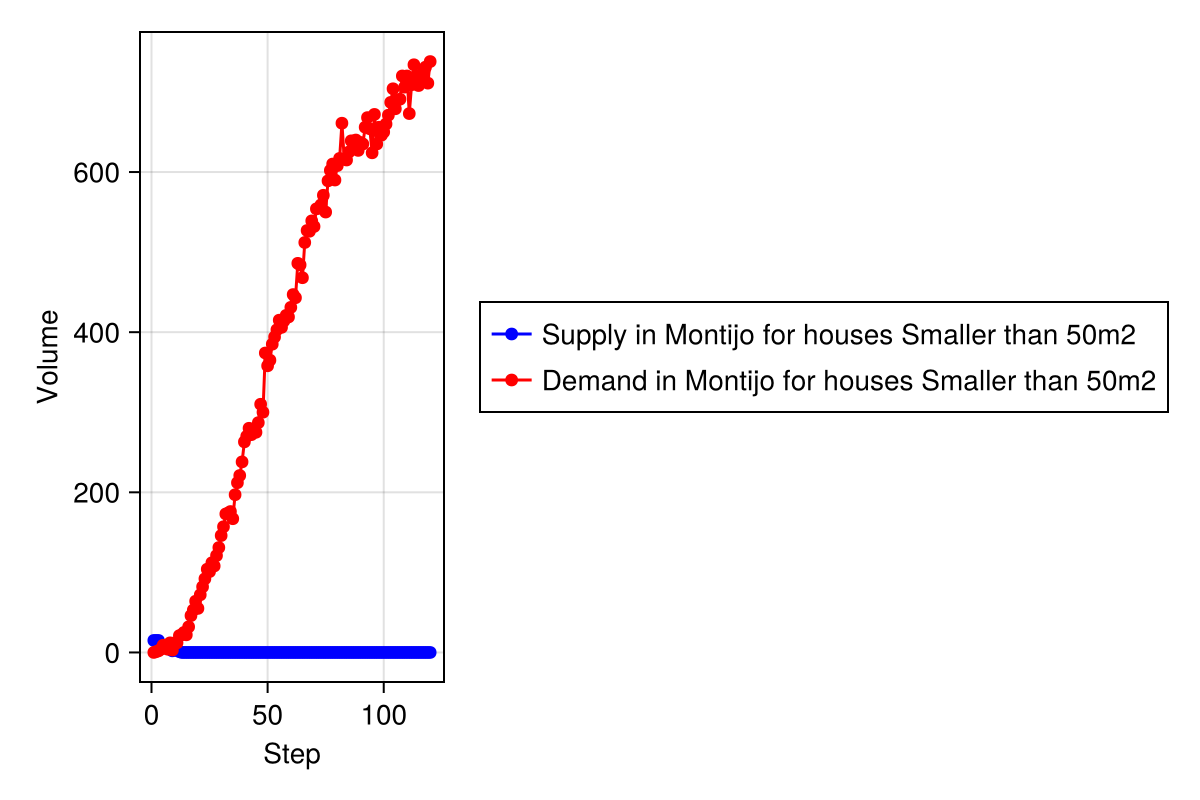 Volume
600
400
200
0
0 50 100
Step
Supply in Montijo for houses Smaller than 50m2
Demand in Montijo for houses Smaller than 50m2